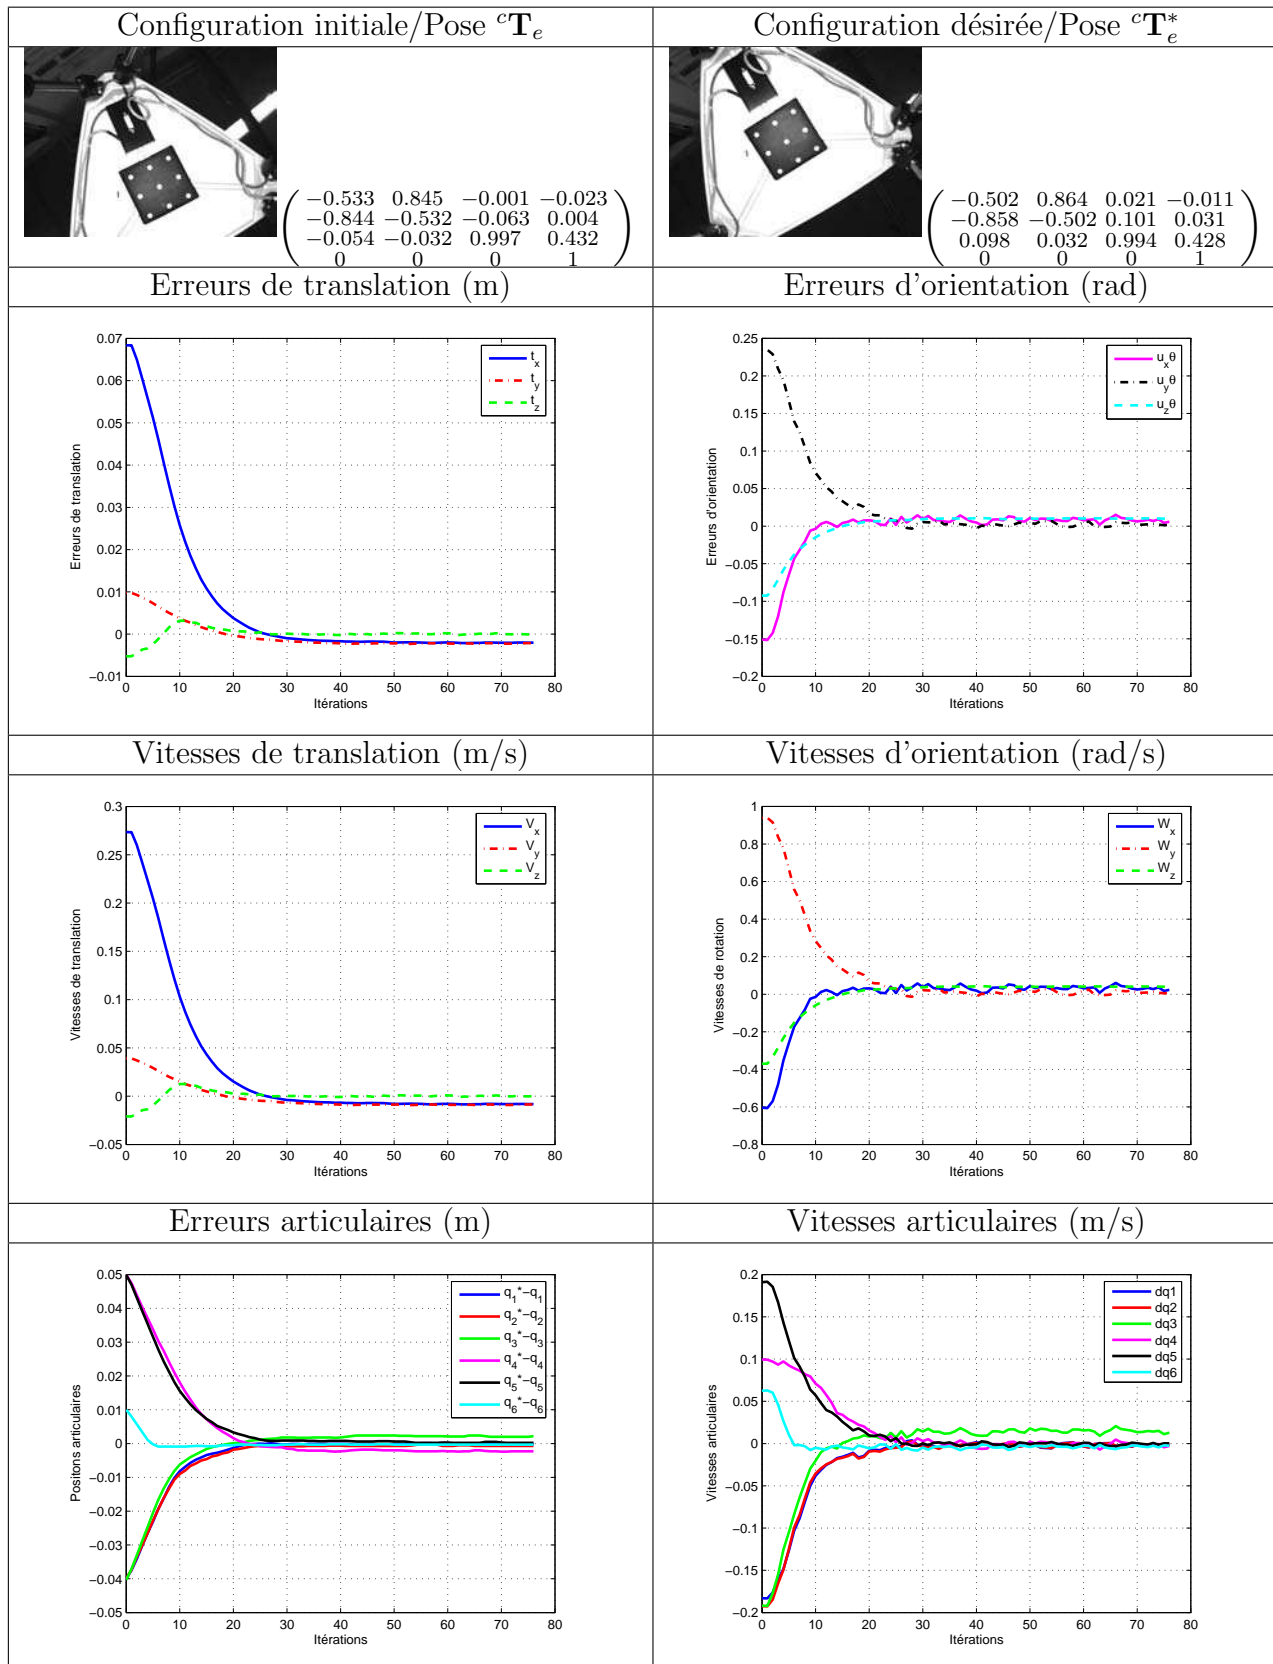 Configuration initiale/Pose ᶜTₑ
Configuration désirée/Pose ᶜTₑ*
−0.533 0.845 −0.001 −0.023
−0.844 −0.532 −0.063 0.004
−0.054 −0.032 0.997 0.432
0 0 0 1
−0.502 0.864 0.021 −0.011
−0.858 −0.502 0.101 0.031
0.098 0.032 0.994 0.428
0 0 0 1
Erreurs de translation (m)
Erreurs d'orientation (rad)
0.07
0.06
0.05
0.04
0.03
0.02
0.01
0
−0.01
Erreurs de translation
t_x
t_y
t_z
0 10 20 30 40 50 60 70 80
Itérations
0.25
0.2
0.15
0.1
0.05
0
−0.05
−0.1
−0.15
−0.2
Erreurs d'orientation
u_xθ
u_yθ
u_zθ
0 10 20 30 40 50 60 70 80
Itérations
Vitesses de translation (m/s)
Vitesses d'orientation (rad/s)
0.3
0.25
0.2
0.15
0.1
0.05
0
−0.05
Vitesses de translation
V_x
V_y
V_z
0 10 20 30 40 50 60 70 80
Itérations
1
0.8
0.6
0.4
0.2
0
−0.2
−0.4
−0.6
−0.8
Vitesses de rotation
W_x
W_y
W_z
0 10 20 30 40 50 60 70 80
Itérations
Erreurs articulaires (m)
Vitesses articulaires (m/s)
0.05
0.04
0.03
0.02
0.01
0
−0.01
−0.02
−0.03
−0.04
−0.05
Positons articulaires
q₁*−q₁
q₂*−q₂
q₃*−q₃
q₄*−q₄
q₅*−q₅
q₆*−q₆
0 10 20 30 40 50 60 70 80
Itérations
0.2
0.15
0.1
0.05
0
−0.05
−0.1
−0.15
−0.2
Vitesses articulaires
dq1
dq2
dq3
dq4
dq5
dq6
0 10 20 30 40 50 60 70 80
Itérations